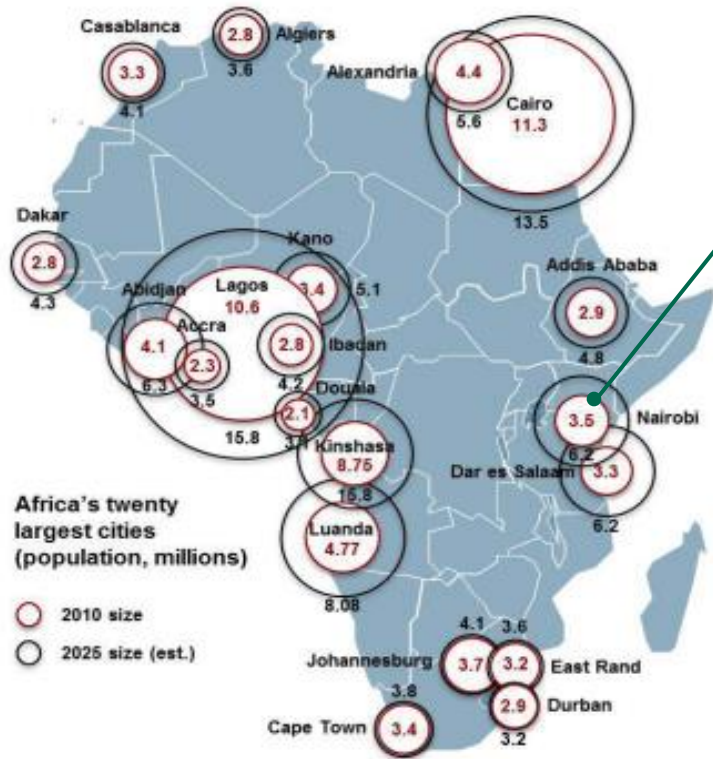 Casablanca
3.3
4.1
2.8
Algiers
3.6
Alexandria
4.4
5.6
Cairo
11.3
13.5
Dakar
2.8
4.3
Kano
3.4
5.1
Lagos
10.6
15.8
Abidjan
4.1
6.3
Accra
2.3
3.5
2.8
Ibadan
4.2
Douala
2.1
Addis Ababa
2.9
4.8
3.5
Nairobi
6.2
Dar es Salaam
3.3
6.2
Kinshasa
8.75
15.8
Luanda
4.77
8.08
Africa's twenty
largest cities
(population, millions)
2010 size
2025 size (est.)
4.1
Johannesburg
3.7
3.6
3.2
East Rand
2.9
Durban
3.2
3.8
Cape Town
3.4